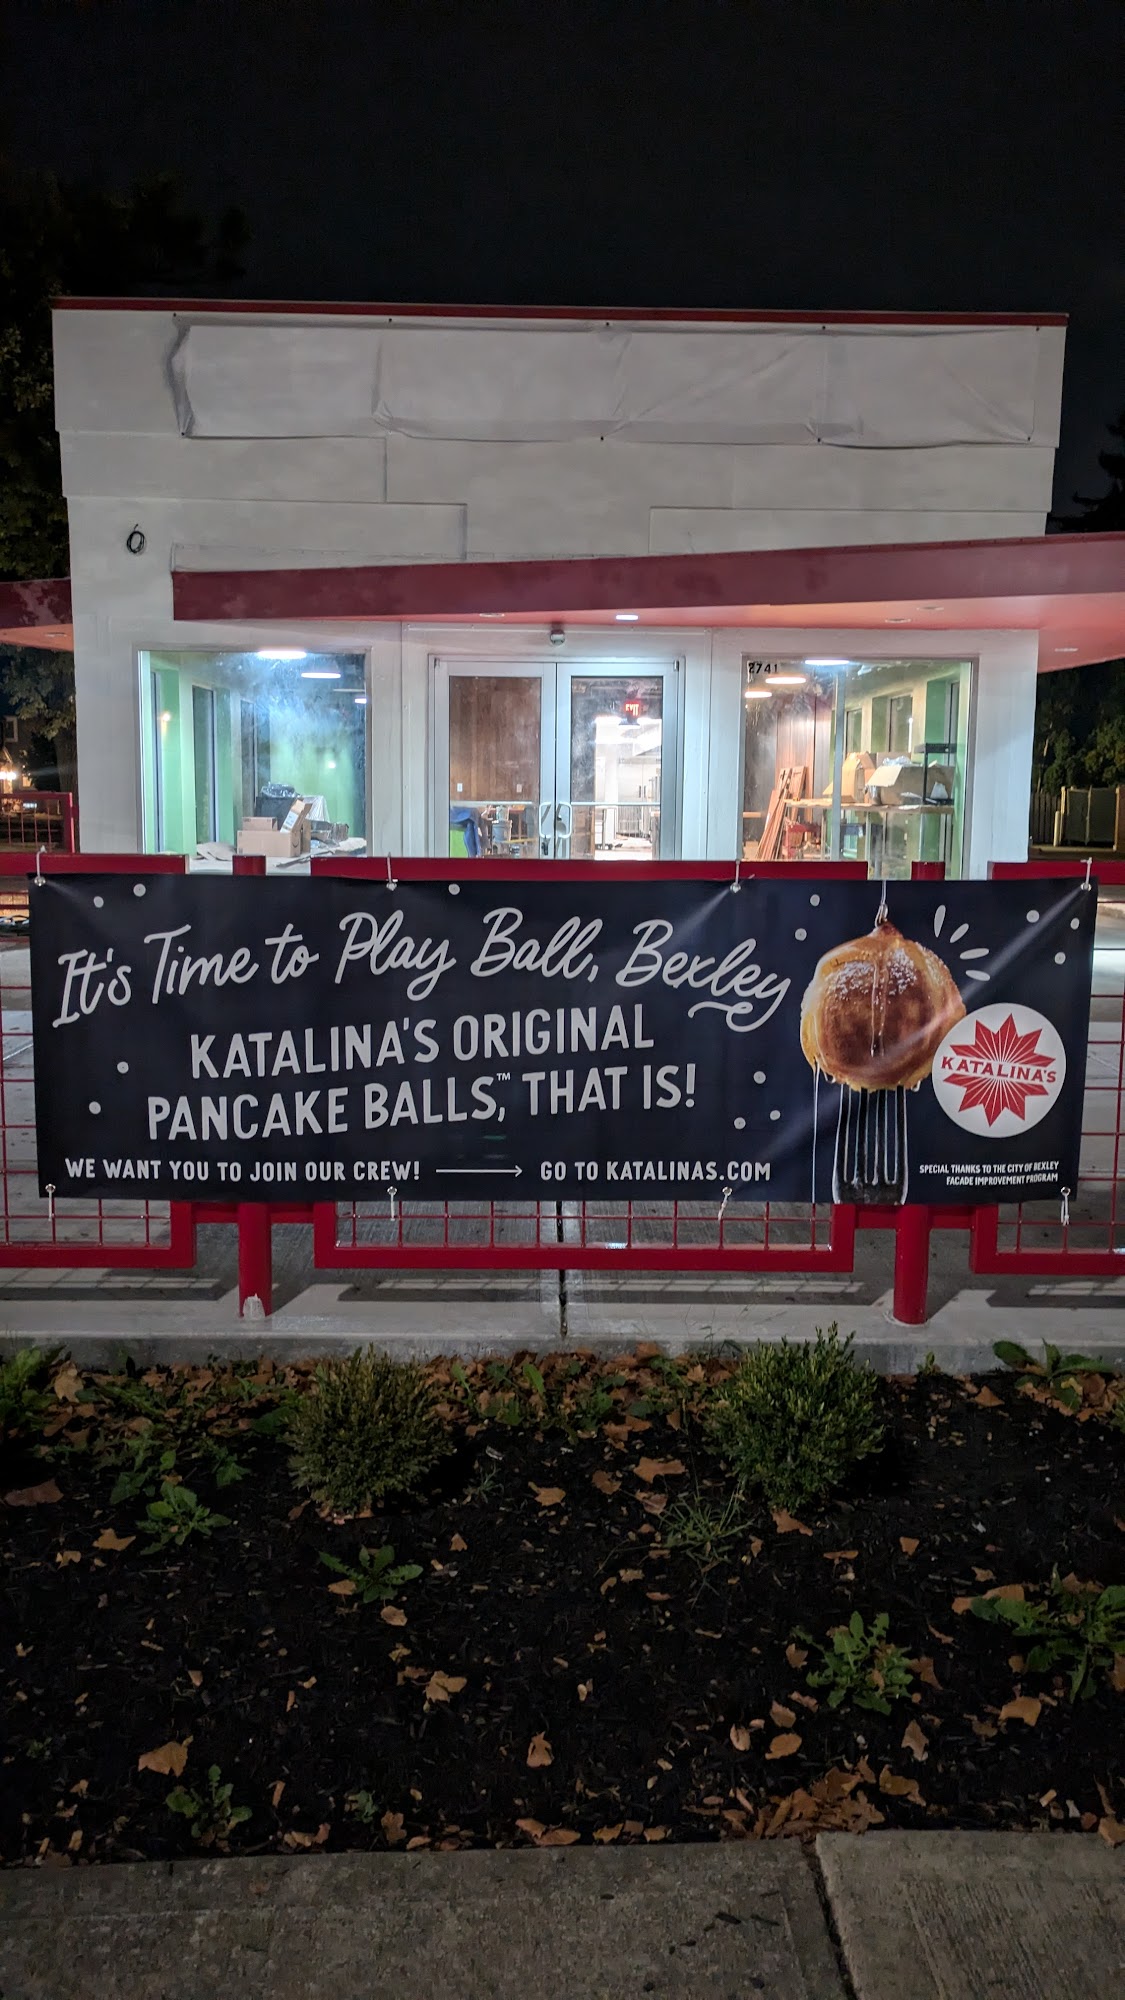 2741
EXIT
It's Time to Play Ball, Bexley
KATALINA'S ORIGINAL
PANCAKE BALLS,™ THAT IS!
WE WANT YOU TO JOIN OUR CREW! → GO TO KATALINAS.COM
KATALINA'S
SPECIAL THANKS TO THE CITY OF BEXLEY
FACADE IMPROVEMENT PROGRAM